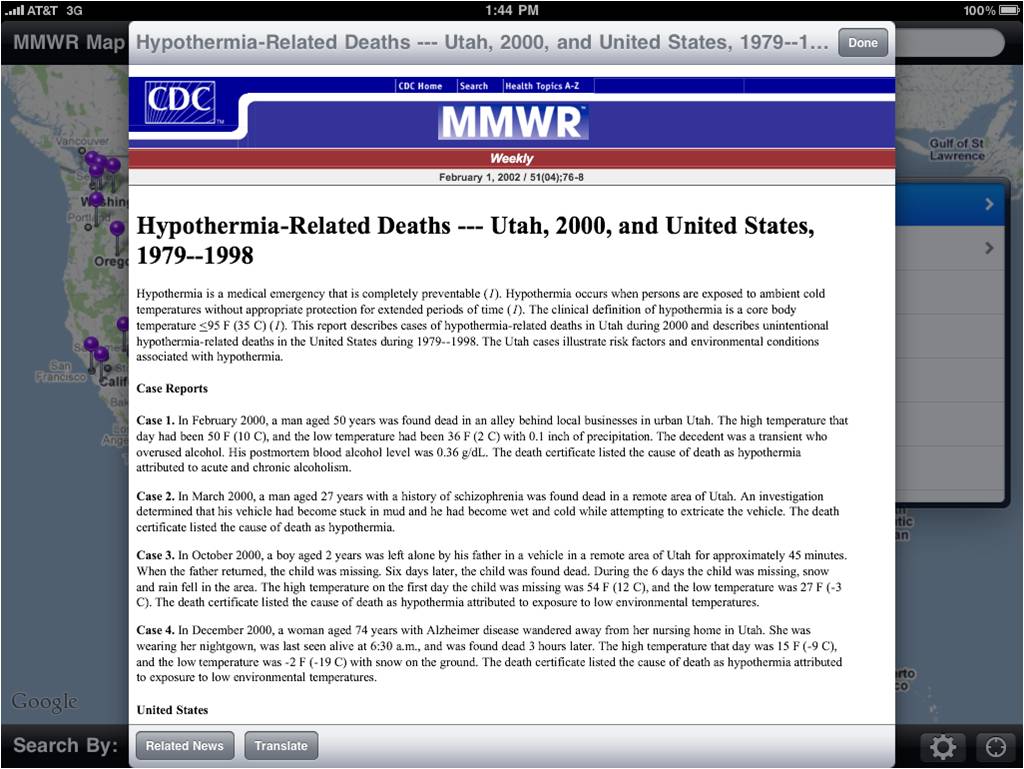 AT&T 3G
1:44 PM
100%
MMWR Map
Hypothermia-Related Deaths --- Utah, 2000, and United States, 1979--1...
Done
CDC Home
Search
Health Topics A-Z
CDC
TM
MMWR
Weekly
February 1, 2002 / 51(04);76-8
Hypothermia-Related Deaths --- Utah, 2000, and United States,
1979--1998
Hypothermia is a medical emergency that is completely preventable (1). Hypothermia occurs when persons are exposed to ambient cold
temperatures without appropriate protection for extended periods of time (1). The clinical definition of hypothermia is a core body
temperature <95 F (35 C) (1). This report describes cases of hypothermia-related deaths in Utah during 2000 and describes unintentional
hypothermia-related deaths in the United States during 1979--1998. The Utah cases illustrate risk factors and environmental conditions
associated with hypothermia.
Case Reports
Case 1. In February 2000, a man aged 50 years was found dead in an alley behind local businesses in urban Utah. The high temperature that
day had been 50 F (10 C), and the low temperature had been 36 F (2 C) with 0.1 inch of precipitation. The decedent was a transient who
overused alcohol. His postmortem blood alcohol level was 0.36 g/dL. The death certificate listed the cause of death as hypothermia
attributed to acute and chronic alcoholism.
Case 2. In March 2000, a man aged 27 years with a history of schizophrenia was found dead in a remote area of Utah. An investigation
determined that his vehicle had become stuck in mud and he had become wet and cold while attempting to extricate the vehicle. The death
certificate listed the cause of death as hypothermia.
Case 3. In October 2000, a boy aged 2 years was left alone by his father in a vehicle in a remote area of Utah for approximately 45 minutes.
When the father returned, the child was missing. Six days later, the child was found dead. During the 6 days the child was missing, snow
and rain fell in the area. The high temperature on the first day the child was missing was 54 F (12 C), and the low temperature was 27 F (-3
C). The death certificate listed the cause of death as hypothermia attributed to exposure to low environmental temperatures.
Case 4. In December 2000, a woman aged 74 years with Alzheimer disease wandered away from her nursing home in Utah. She was
wearing her nightgown, was last seen alive at 6:30 a.m., and was found dead 3 hours later. The high temperature that day was 15 F (-9 C),
and the low temperature was -2 F (-19 C) with snow on the ground. The death certificate listed the cause of death as hypothermia attributed
to exposure to low environmental temperatures.
United States
Vancouver
Washin
Portl
Orego
San
Francisco
Calif
Gulf of St
Lawrence
Google
Search By:
Related News
Translate